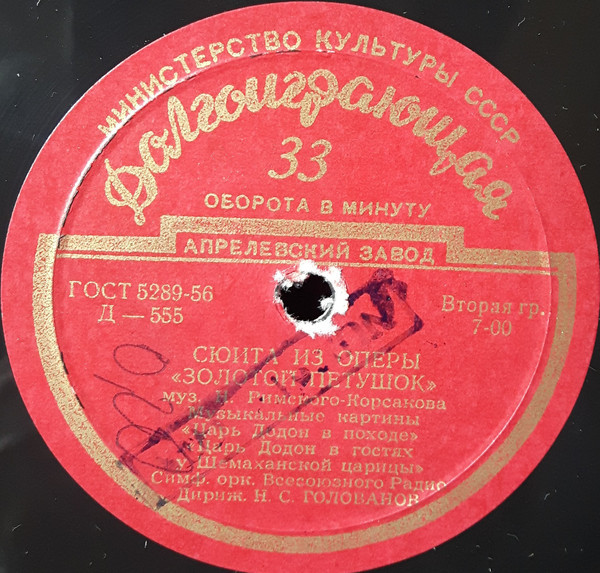 МИНИСТЕРСТВО КУЛЬТУРЫ СССР
Долгоиграющая
33
ОБОРОТА В МИНУТУ
АПРЕЛЕВСКИЙ ЗАВОД
ГОСТ 5289-56
Д — 555
Вторая гр.
7-00
СЮИТА ИЗ ОПЕРЫ
«ЗОЛОТОЙ ПЕТУШОК»
муз. Н. Римского-Корсакова
Музыкальные картины
«Царь Додон в походе»
«Царь Додон в гостях
у Шемаханской царицы»
Симф. орк. Всесоюзного Радио
Дириж. Н. С. ГОЛОВАНОВ